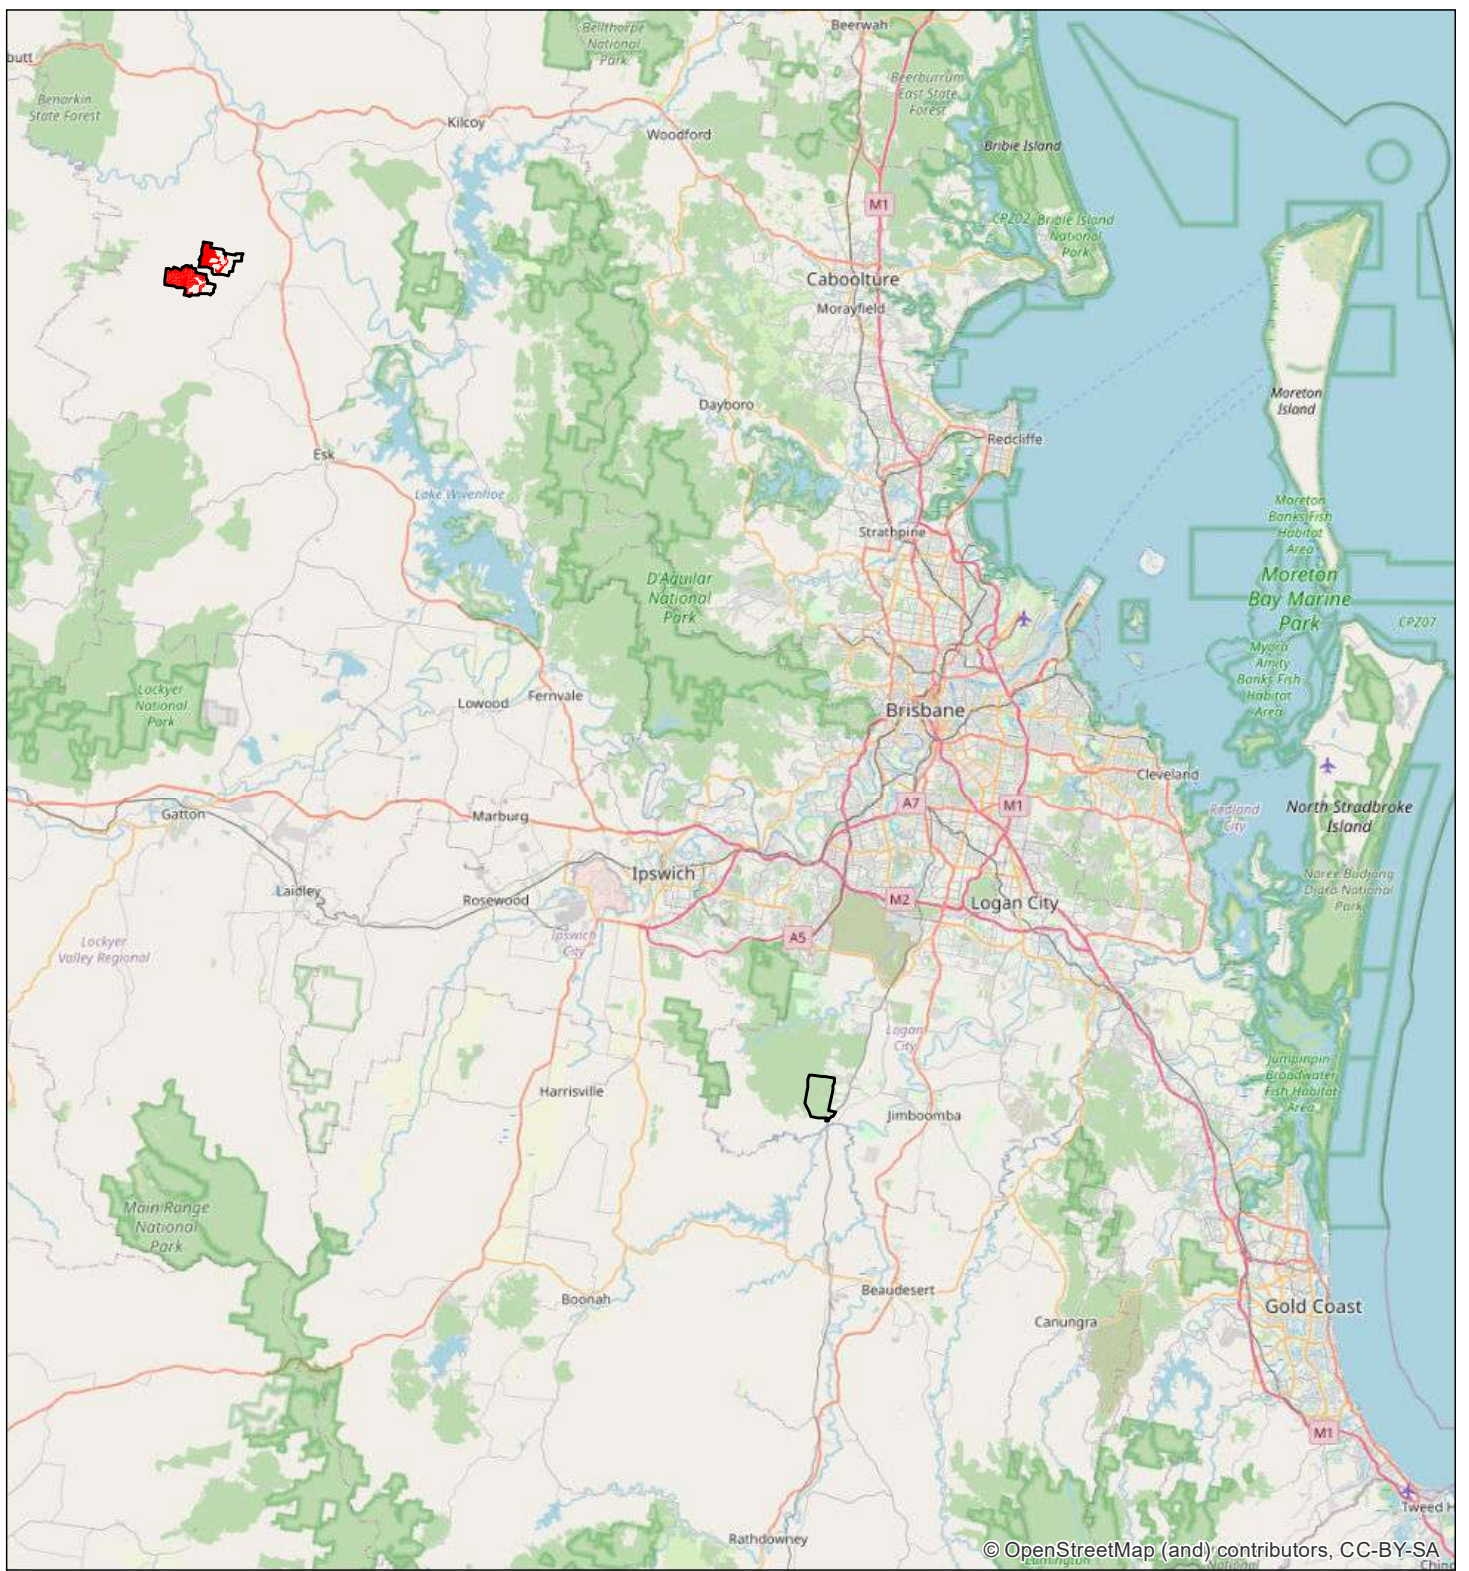 Beerwah
Bellthorpe
National
Park
butt
Beerburrum
East State
Forest
Benarkin
State Forest
Kilcoy
Woodford
Bribie Island
M1
CPZ02
Bribie Island
National
Park
Caboolture
Morayfield
Moreton
Island
Dayboro
Redcliffe
Esk
Lake Wivenhoe
Moreton
Banks Fish
Habitat
Area
Strathpine
D'Aguilar
National
Park
Moreton
Bay Marine
Park
CPZ07
Myora
Amity
Banks Fish
Habitat
Area
Lockyer
National
Park
Lowood
Fernvale
Brisbane
Cleveland
A7
M1
Redland
City
North Stradbroke
Island
Gatton
Marburg
Ipswich
Naree Budjong
Djara National
Park
Laidley
Rosewood
M2
Logan City
Lockyer
Valley Regional
Ipswich
City
A5
Logan
City
Jumpinpin
Broadwater
Fish Habitat
Area
Harrisville
Jimboomba
Main Range
National
Park
Boonah
Beaudesert
Canungra
Gold Coast
M1
Tweed H
Rathdowney
© OpenStreetMap (and) contributors, CC-BY-SA
Lamington
National
Ching